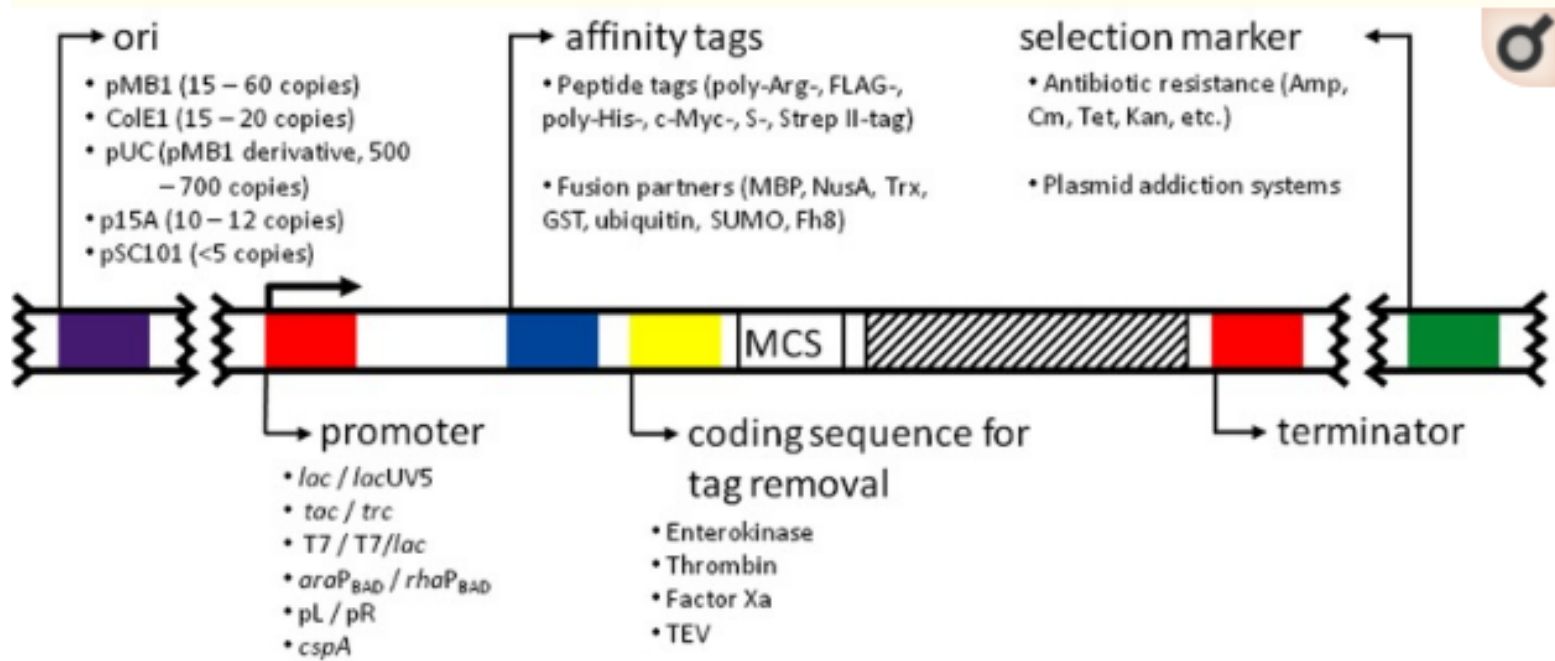 ori
• pMB1 (15 – 60 copies)
• ColE1 (15 – 20 copies)
• pUC (pMB1 derivative, 500
– 700 copies)
• p15A (10 – 12 copies)
• pSC101 (<5 copies)
affinity tags
• Peptide tags (poly-Arg-, FLAG-,
poly-His-, c-Myc-, S-, Strep II-tag)
• Fusion partners (MBP, NusA, Trx,
GST, ubiquitin, SUMO, Fh8)
selection marker
• Antibiotic resistance (Amp,
Cm, Tet, Kan, etc.)
• Plasmid addiction systems
MCS
promoter
• lac / lacUV5
• tac / trc
• T7 / T7/lac
• araP_BAD / rhaP_BAD
• pL / pR
• cspA
coding sequence for
tag removal
• Enterokinase
• Thrombin
• Factor Xa
• TEV
terminator